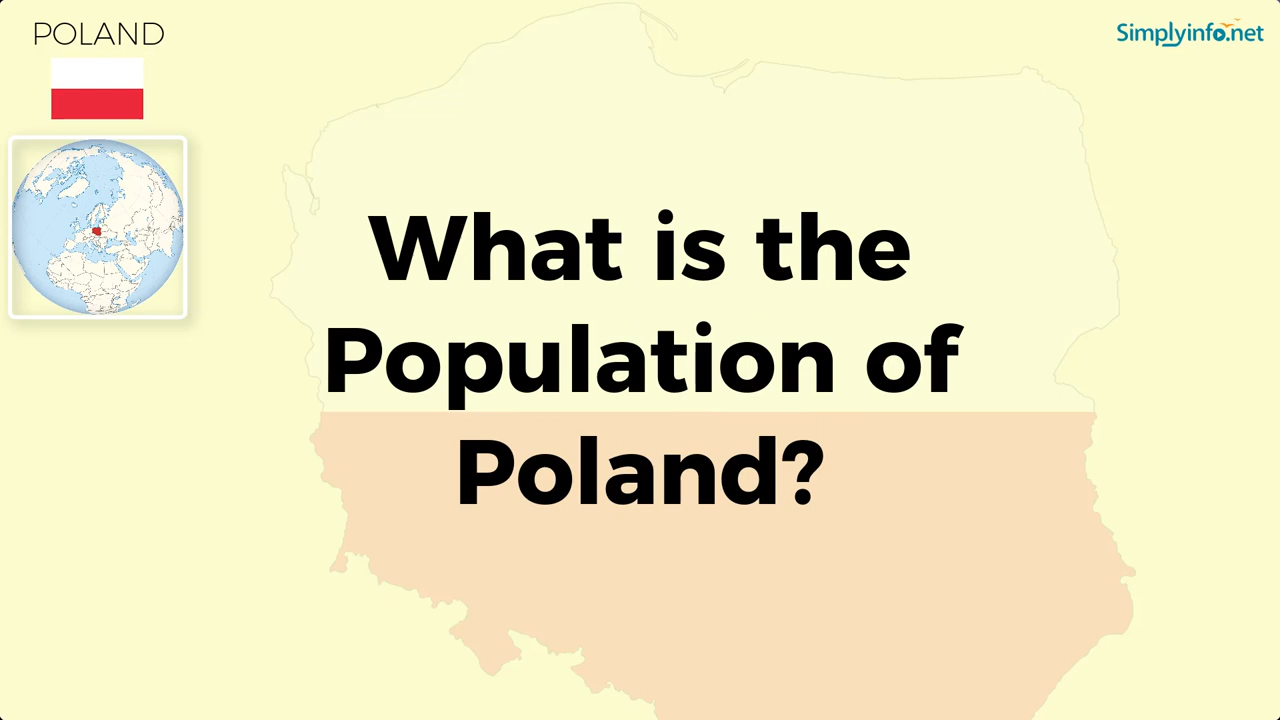 POLAND
Simplyinfo.net
What is the
Population of
Poland?